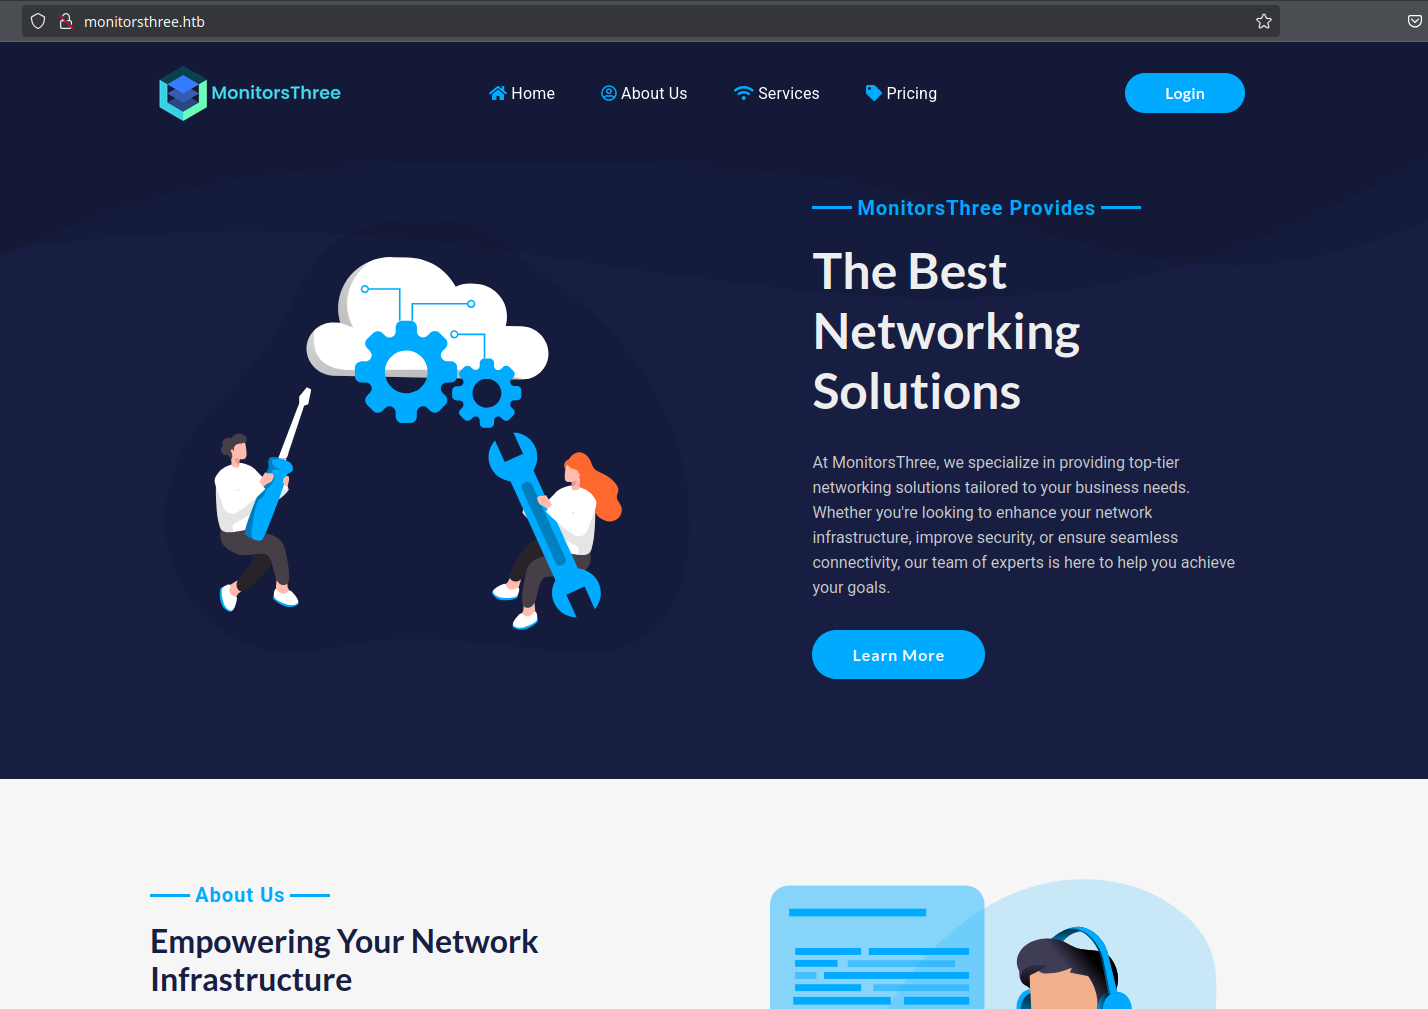 monitorsthree.htb
MonitorsThree
Home
About Us
Services
Pricing
Login
MonitorsThree Provides
The Best
Networking
Solutions
At MonitorsThree, we specialize in providing top-tier
networking solutions tailored to your business needs.
Whether you're looking to enhance your network
infrastructure, improve security, or ensure seamless
connectivity, our team of experts is here to help you achieve
your goals.
Learn More
About Us
Empowering Your Network
Infrastructure